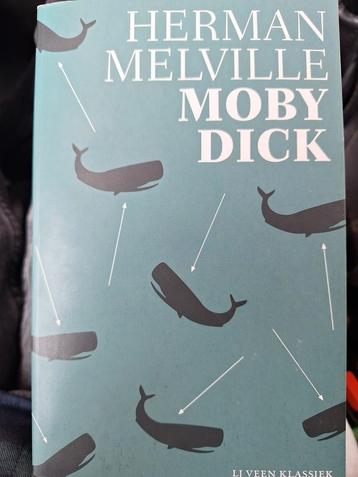 HERMAN
MELVILLE
MOBY
DICK
LJ VEEN KLASSIEK